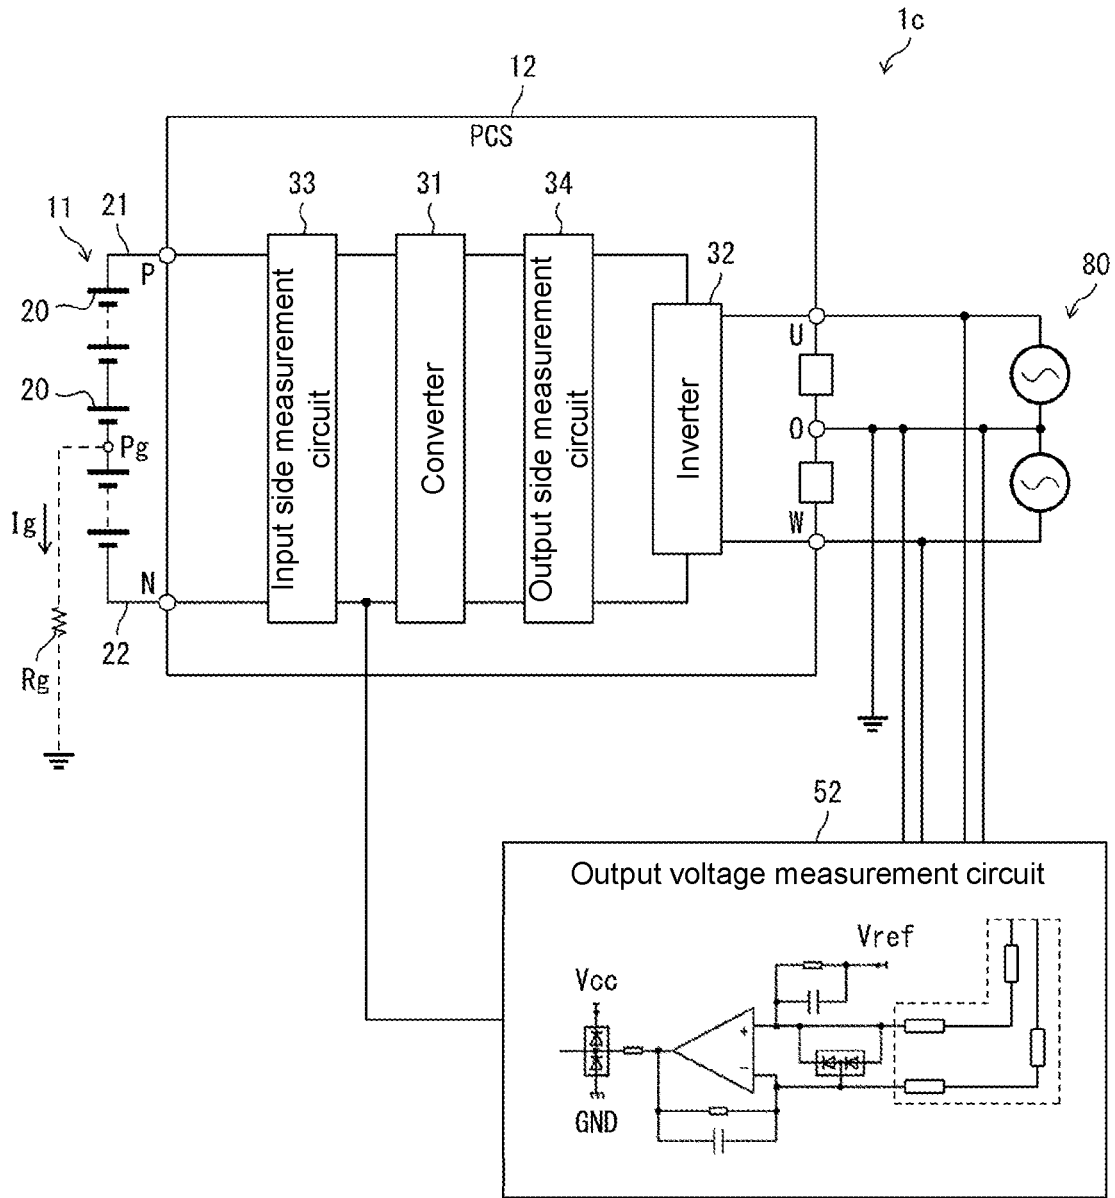 1c
12
PCS
33
31
34
11
21
P
32
80
20
U
20
Pg
O
Input side measurement
circuit
Converter
Output side measurement
circuit
Inverter
Ig
W
N
22
Rg
52
Output voltage measurement circuit
Vref
Vcc
+
−
GND